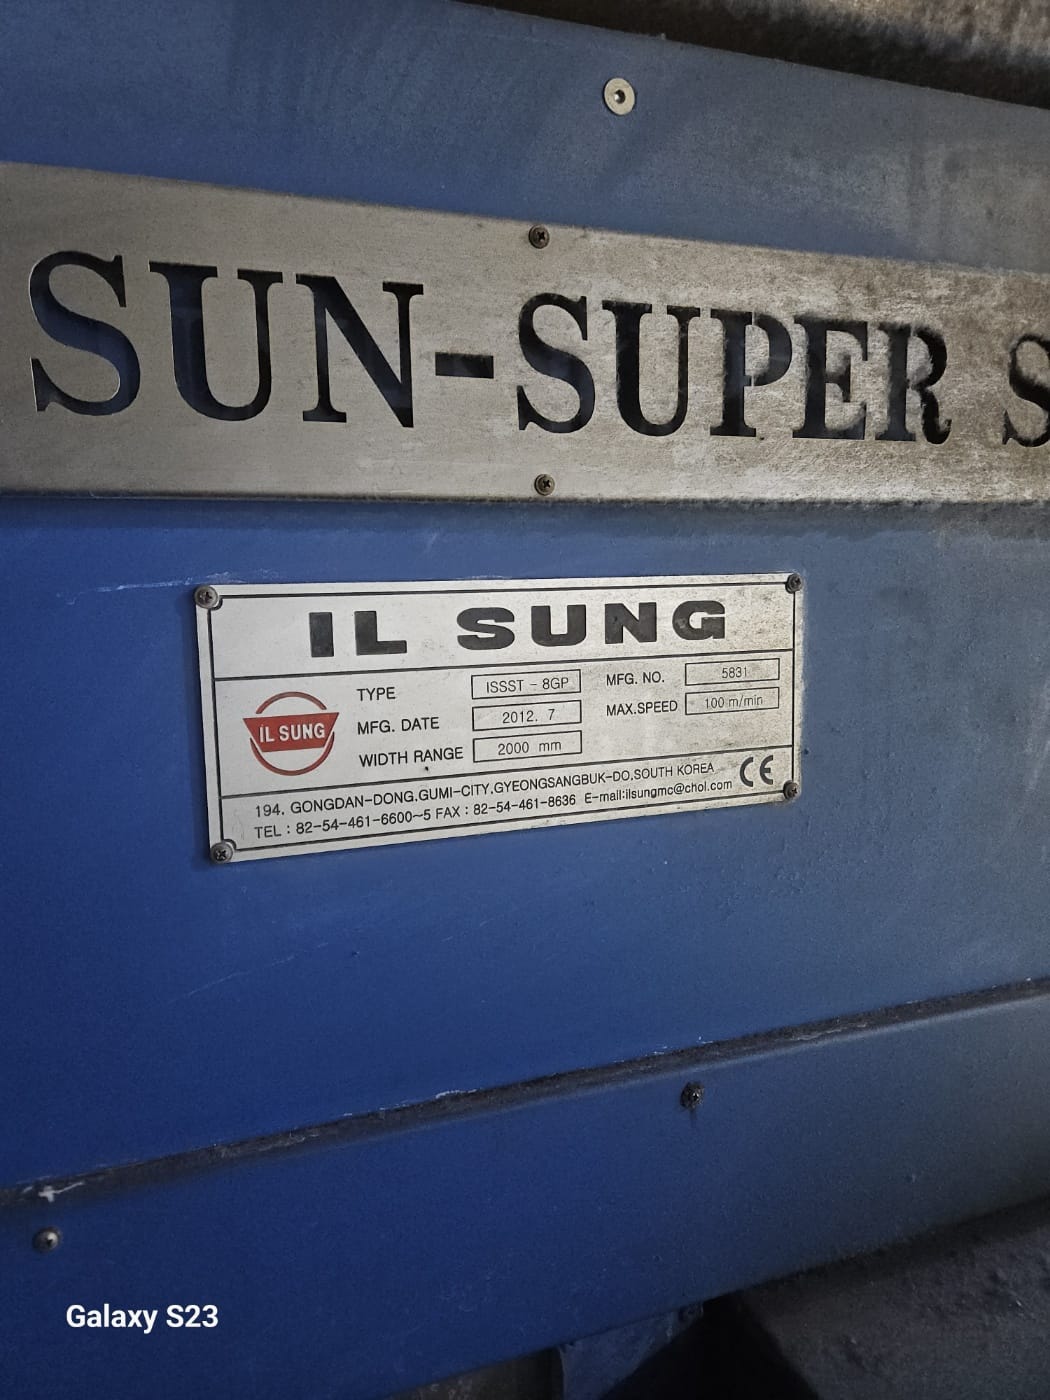 SUN-SUPER S
IL SUNG
IL SUNG
TYPE ISSST - 8GP MFG. NO. 5831
MFG. DATE 2012. 7 MAX.SPEED 100 m/min
WIDTH RANGE 2000 mm
194, GONGDAN-DONG.GUMI-CITY.GYEONGSANGBUK-DO.SOUTH KOREA CE
TEL : 82-54-461-6600~5 FAX : 82-54-461-8636 E-mail:ilsungmc@chol.com
Galaxy S23